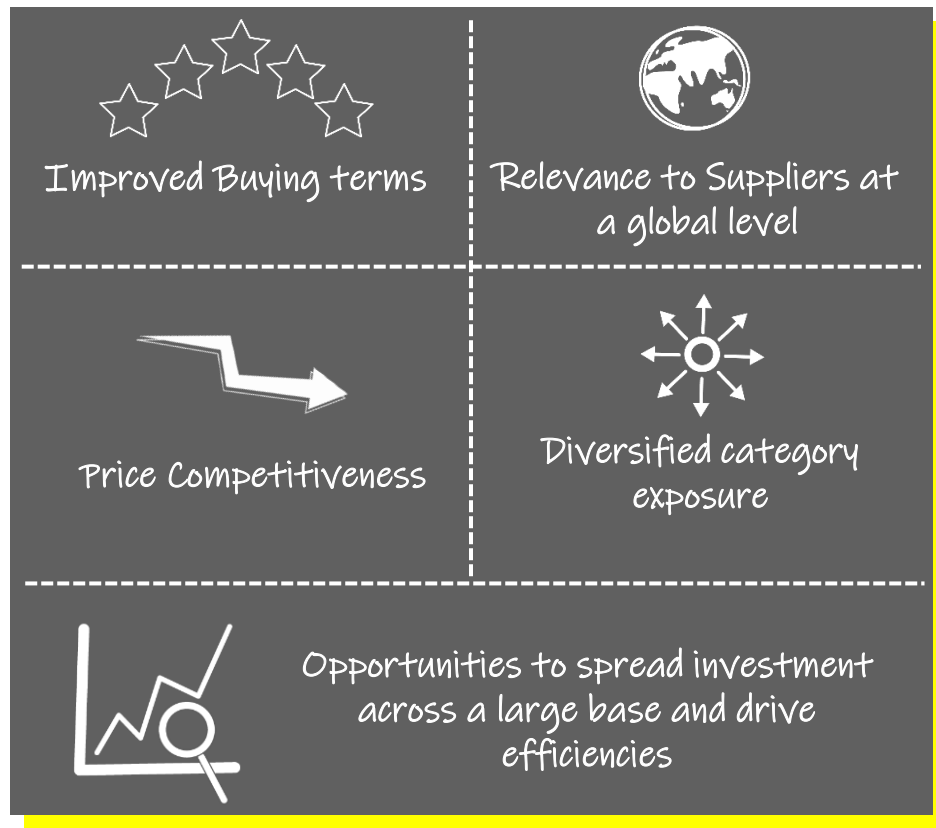 Improved Buying terms
Relevance to Suppliers at
a global level
Price Competitiveness
Diversified category
exposure
Opportunities to spread investment
across a large base and drive
efficiencies